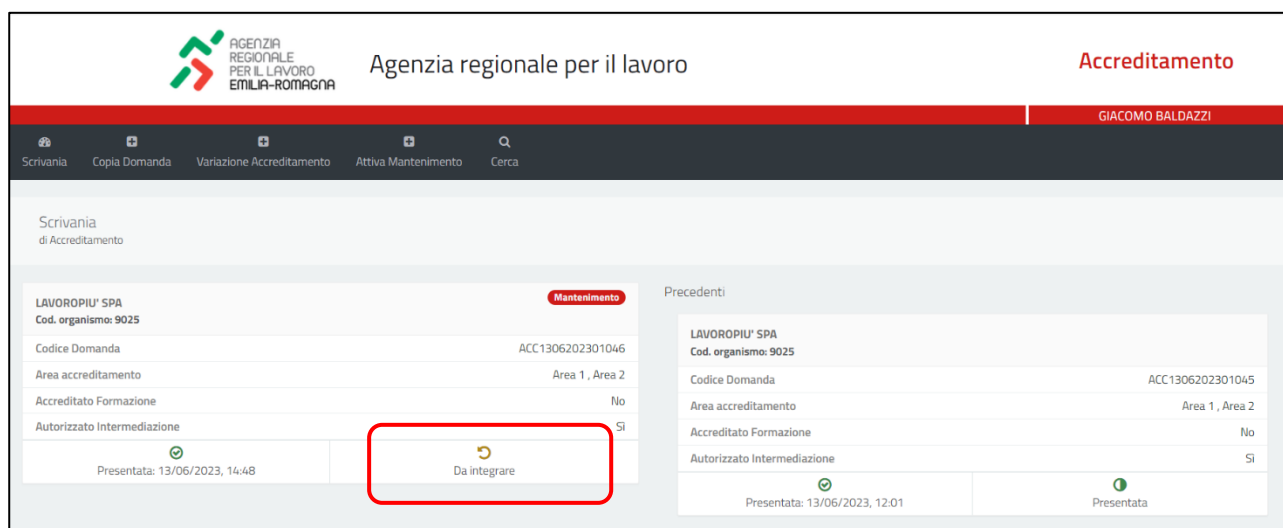 AGENZIA
REGIONALE
PER IL LAVORO
EMILIA-ROMAGNA
Agenzia regionale per il lavoro
Accreditamento
GIACOMO BALDAZZI
Scrivania
Copia Domanda
Variazione Accreditamento
Attiva Mantenimento
Cerca
Scrivania
di Accreditamento
LAVOROPIU' SPA
Mantenimento
Cod. organismo: 9025
Codice Domanda ACC1306202301046
Area accreditamento Area 1 , Area 2
Accreditato Formazione No
Autorizzato Intermediazione Sì
Presentata: 13/06/2023, 14:48
Da integrare
Precedenti
LAVOROPIU' SPA
Cod. organismo: 9025
Codice Domanda ACC1306202301045
Area accreditamento Area 1 , Area 2
Accreditato Formazione No
Autorizzato Intermediazione Sì
Presentata: 13/06/2023, 12:01
Presentata